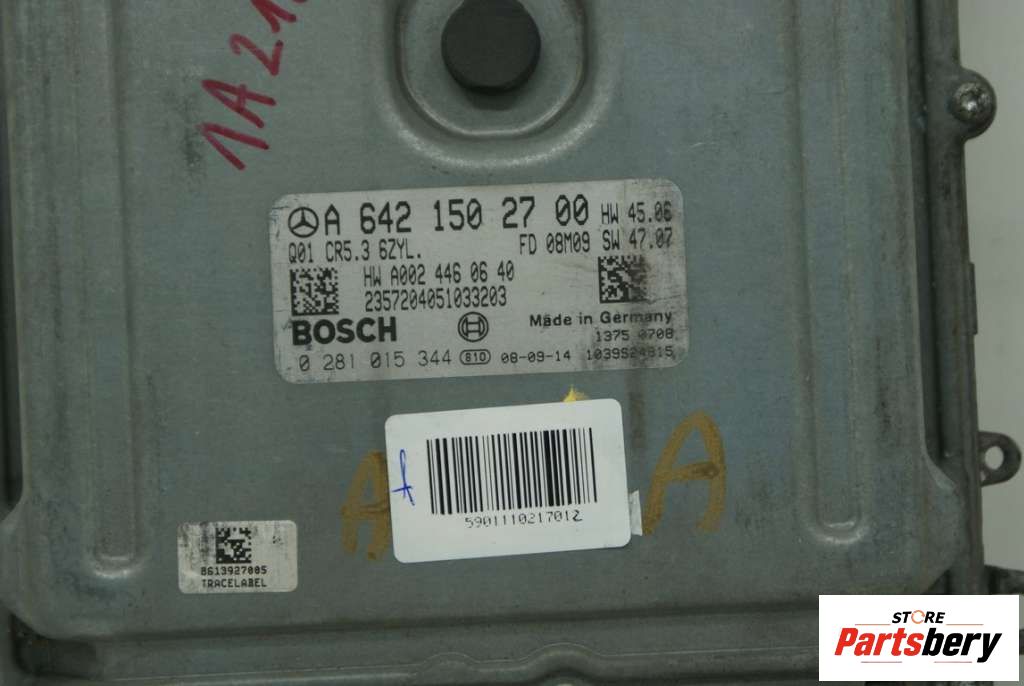 1A21
A 642 150 27 00 HW 45.06
Q01 CR5.3 6ZYL. FD 08M09 SW 47.07
HW A002 446 06 40
2357204051033203
BOSCH Made in Germany
1375 0708
0 281 015 344 810 08-09-14 1039S24815
A
5901110217012
8613927005
TRACELABEL
STORE
Partsbery